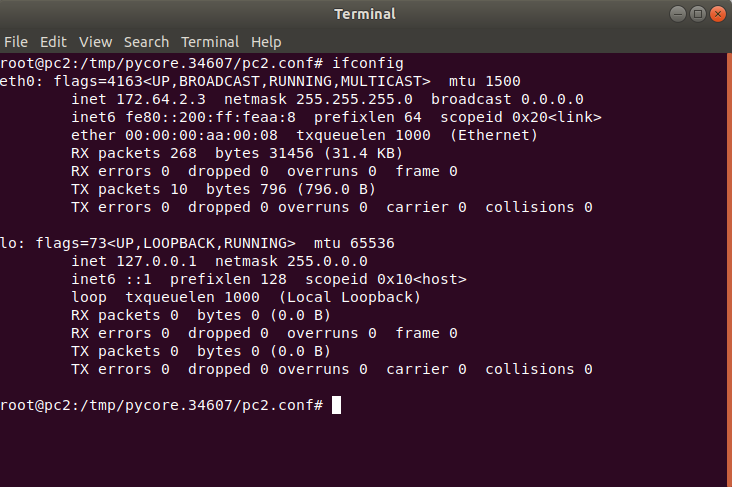 Terminal
File Edit View Search Terminal Help
root@pc2:/tmp/pycore.34607/pc2.conf# ifconfig
eth0: flags=4163<UP,BROADCAST,RUNNING,MULTICAST>  mtu 1500
        inet 172.64.2.3  netmask 255.255.255.0  broadcast 0.0.0.0
        inet6 fe80::200:ff:feaa:8  prefixlen 64  scopeid 0x20<link>
        ether 00:00:00:aa:00:08  txqueuelen 1000  (Ethernet)
        RX packets 268  bytes 31456 (31.4 KB)
        RX errors 0  dropped 0  overruns 0  frame 0
        TX packets 10  bytes 796 (796.0 B)
        TX errors 0  dropped 0 overruns 0  carrier 0  collisions 0

lo: flags=73<UP,LOOPBACK,RUNNING>  mtu 65536
        inet 127.0.0.1  netmask 255.0.0.0
        inet6 ::1  prefixlen 128  scopeid 0x10<host>
        loop  txqueuelen 1000  (Local Loopback)
        RX packets 0  bytes 0 (0.0 B)
        RX errors 0  dropped 0  overruns 0  frame 0
        TX packets 0  bytes 0 (0.0 B)
        TX errors 0  dropped 0 overruns 0  carrier 0  collisions 0

root@pc2:/tmp/pycore.34607/pc2.conf#